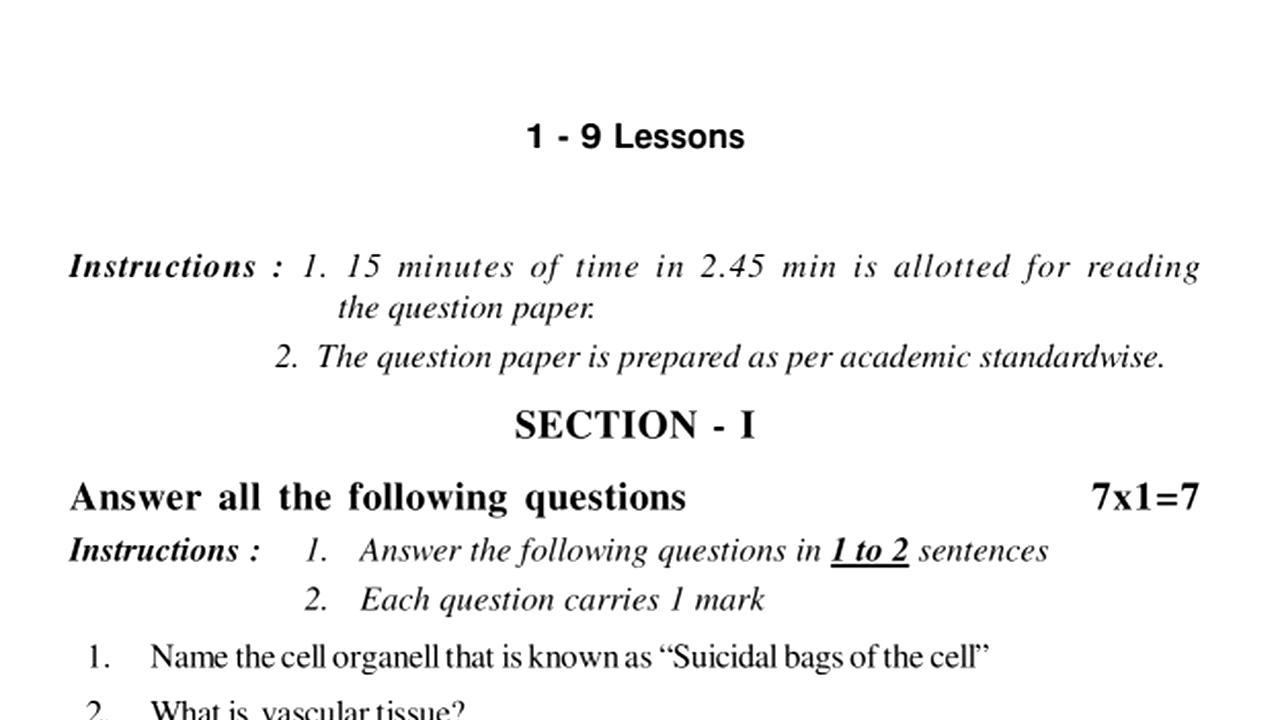 1 - 9 Lessons
Instructions : 1. 15 minutes of time in 2.45 min is allotted for reading
the question paper.
2. The question paper is prepared as per academic standardwise.
SECTION - I
Answer all the following questions 7x1=7
Instructions : 1. Answer the following questions in 1 to 2 sentences
2. Each question carries 1 mark
1. Name the cell organell that is known as “Suicidal bags of the cell”
2. What is vascular tissue?